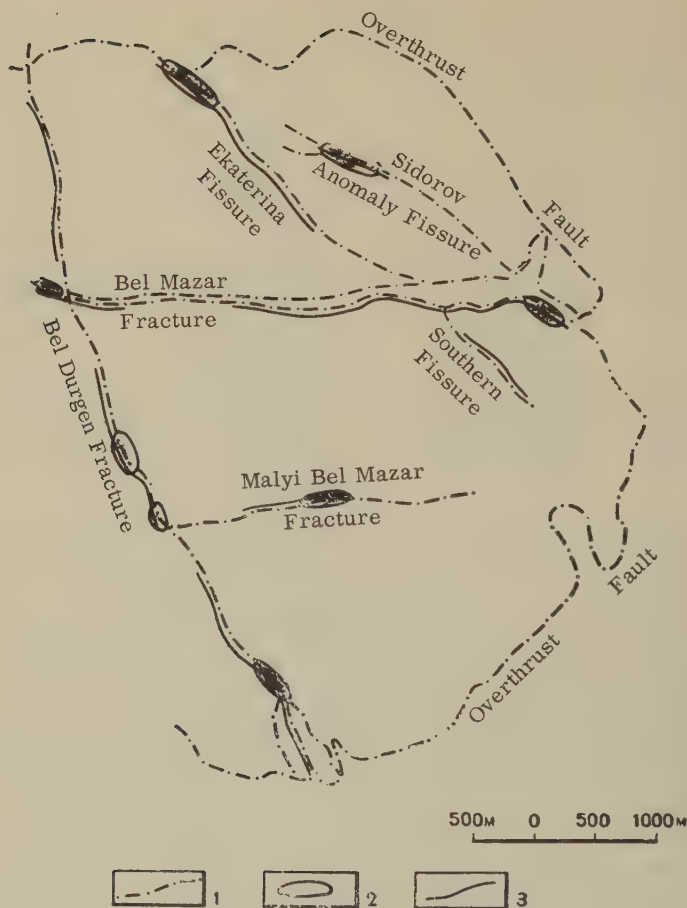 Overthrust
Ekaterina
Fissure
Sidorov
Anomaly Fissure
Fault
Bel Mazar
Fracture
Southern
Fissure
Bel Durgen Fracture
Malyi Bel Mazar
Fracture
Fault
Overthrust
500м 0 500 1000м
1 2 3